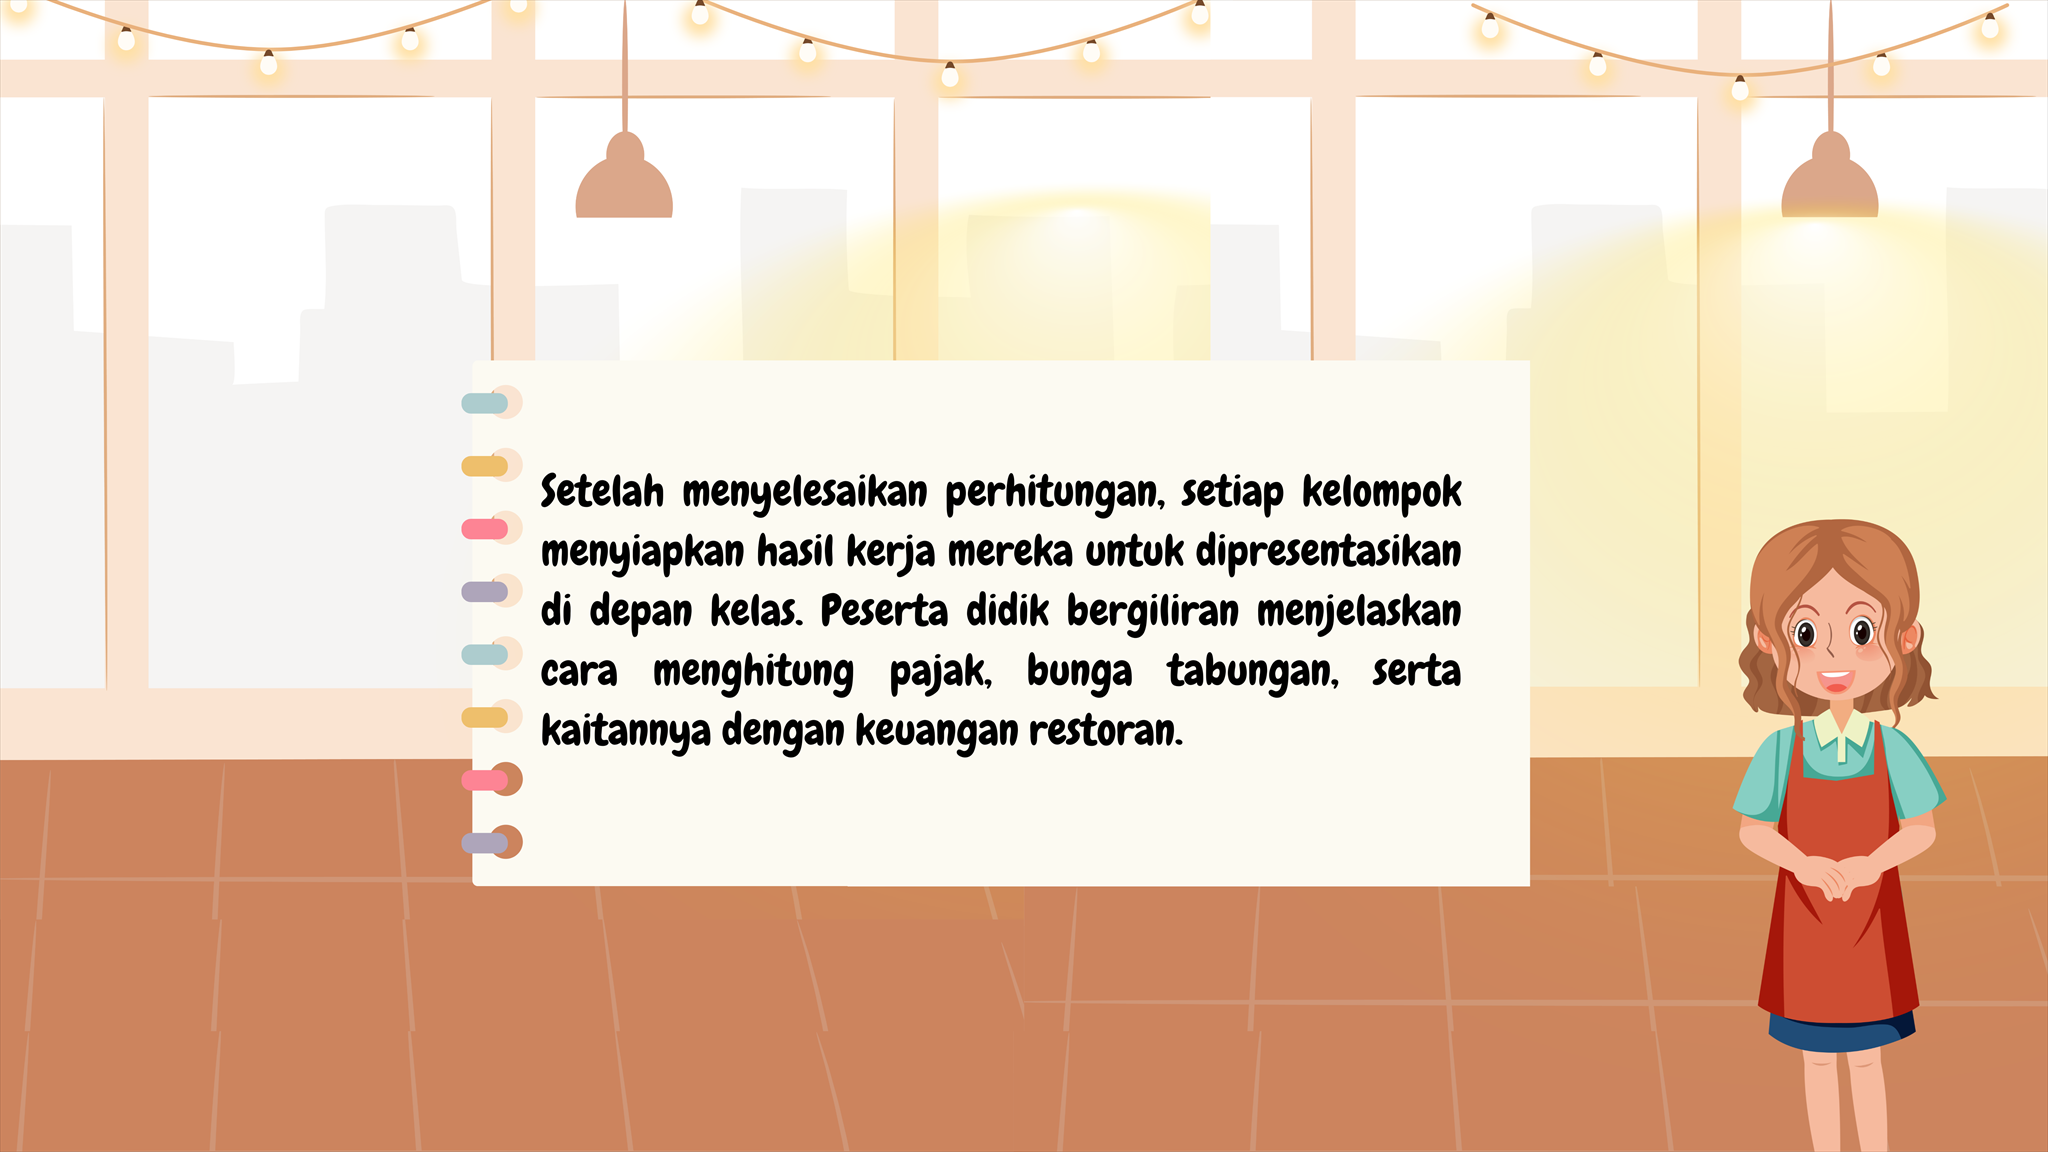 Setelah menyelesaikan perhitungan, setiap kelompok
menyiapkan hasil kerja mereka untuk dipresentasikan
di depan kelas. Peserta didik bergiliran menjelaskan
cara menghitung pajak, bunga tabungan, serta
kaitannya dengan keuangan restoran.